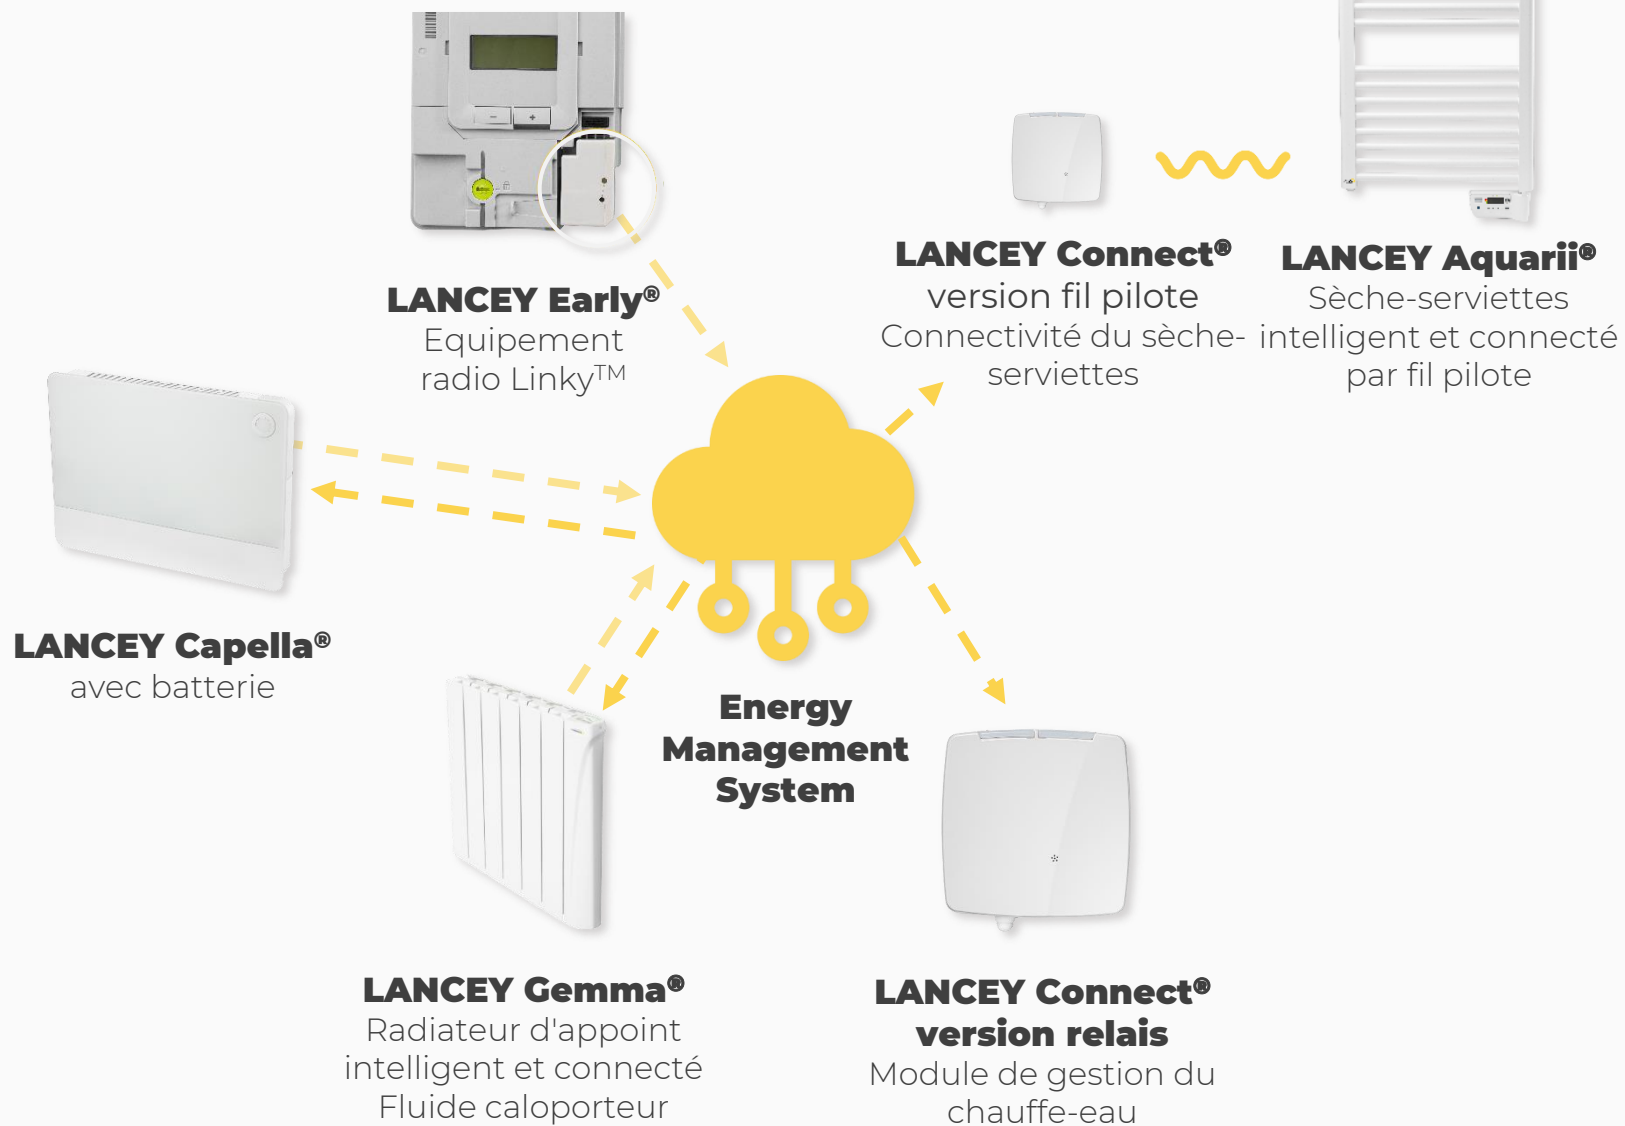 LANCEY Early®
Equipement
radio Linky™
LANCEY Connect®
version fil pilote
Connectivité du sèche-
serviettes
LANCEY Aquarii®
Sèche-serviettes
intelligent et connecté
par fil pilote
LANCEY Capella®
avec batterie
Energy
Management
System
LANCEY Gemma®
Radiateur d'appoint
intelligent et connecté
Fluide caloporteur
LANCEY Connect®
version relais
Module de gestion du
chauffe-eau